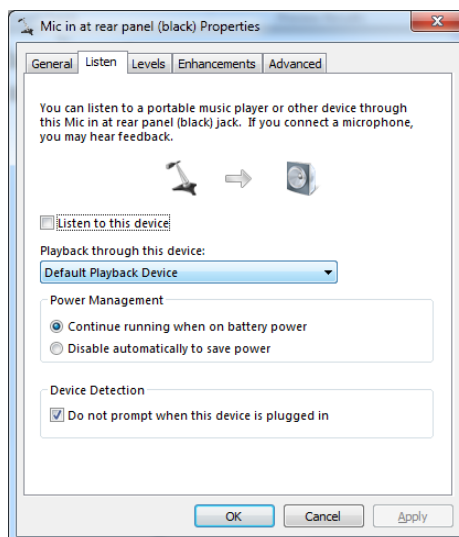 Mic in at rear panel (black) Properties
General Listen Levels Enhancements Advanced
You can listen to a portable music player or other device through
this Mic in at rear panel (black) jack. If you connect a microphone,
you may hear feedback.
Listen to this device
Playback through this device:
Default Playback Device
Power Management
Continue running when on battery power
Disable automatically to save power
Device Detection
Do not prompt when this device is plugged in
OK Cancel Apply